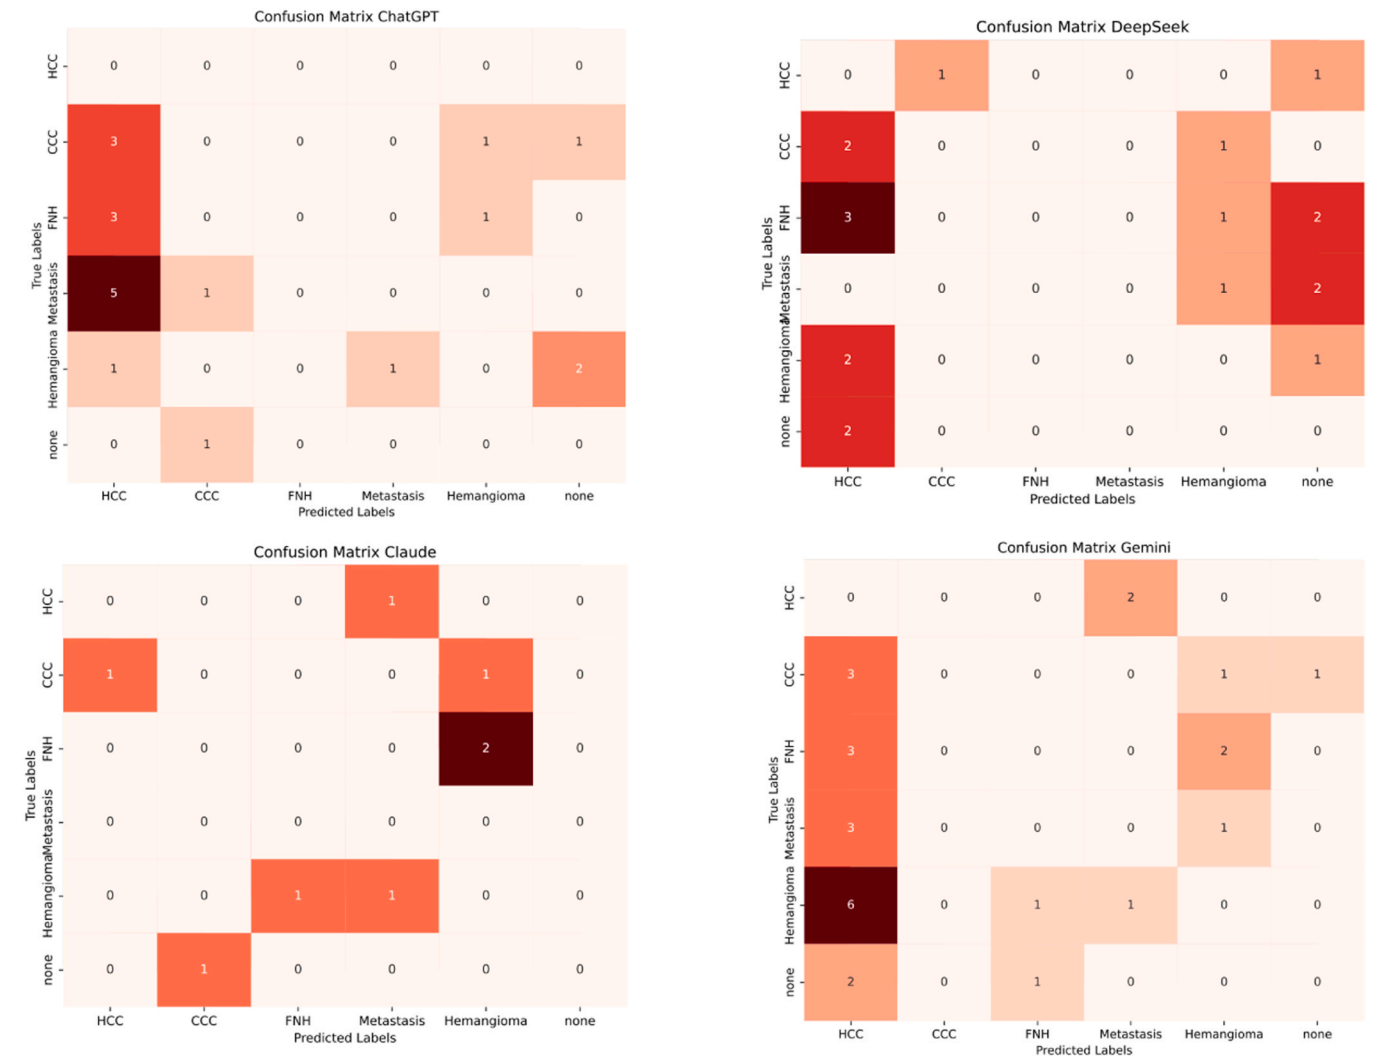 Confusion Matrix ChatGPT
True Labels
HCC 0 0 0 0 0 0
CCC 3 0 0 0 1 1
FNH 3 0 0 0 1 0
Metastasis 5 1 0 0 0 0
Hemangioma 1 0 0 1 0 2
none 0 1 0 0 0 0
HCC CCC FNH Metastasis Hemangioma none
Predicted Labels
Confusion Matrix DeepSeek
True Labels
HCC 0 1 0 0 0 1
CCC 2 0 0 0 1 0
FNH 3 0 0 0 1 2
Metastasis 0 0 0 0 1 2
Hemangioma 2 0 0 0 0 1
none 2 0 0 0 0 0
HCC CCC FNH Metastasis Hemangioma none
Predicted Labels
Confusion Matrix Claude
True Labels
HCC 0 0 0 1 0 0
CCC 1 0 0 0 1 0
FNH 0 0 0 0 2 0
Metastasis 0 0 0 0 0 0
Hemangioma 0 0 1 1 0 0
none 0 1 0 0 0 0
HCC CCC FNH Metastasis Hemangioma none
Predicted Labels
Confusion Matrix Gemini
True Labels
HCC 0 0 0 2 0 0
CCC 3 0 0 0 1 1
FNH 3 0 0 0 2 0
Metastasis 3 0 0 0 1 0
Hemangioma 6 0 1 1 0 0
none 2 0 1 0 0 0
HCC CCC FNH Metastasis Hemangioma none
Predicted Labels